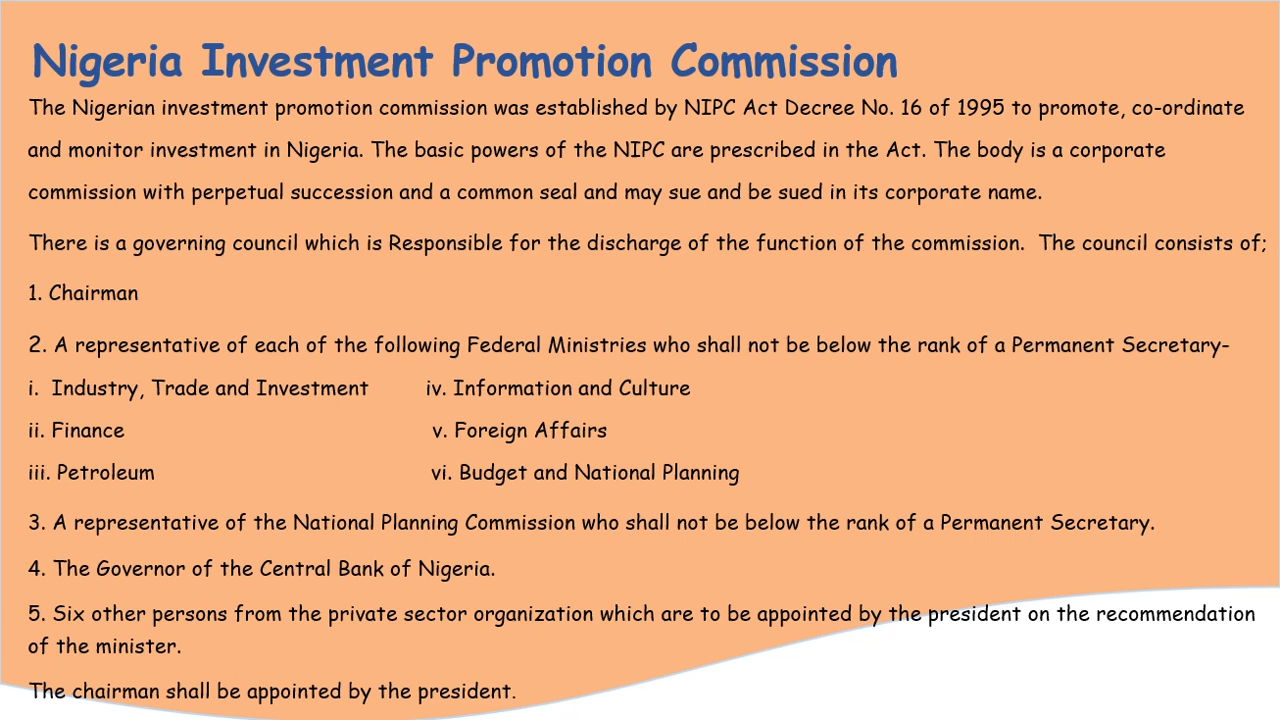 Nigeria Investment Promotion Commission
The Nigerian investment promotion commission was established by NIPC Act Decree No. 16 of 1995 to promote, co-ordinate
and monitor investment in Nigeria. The basic powers of the NIPC are prescribed in the Act. The body is a corporate
commission with perpetual succession and a common seal and may sue and be sued in its corporate name.
There is a governing council which is Responsible for the discharge of the function of the commission. The council consists of;
1. Chairman
2. A representative of each of the following Federal Ministries who shall not be below the rank of a Permanent Secretary-
i. Industry, Trade and Investment iv. Information and Culture
ii. Finance v. Foreign Affairs
iii. Petroleum vi. Budget and National Planning
3. A representative of the National Planning Commission who shall not be below the rank of a Permanent Secretary.
4. The Governor of the Central Bank of Nigeria.
5. Six other persons from the private sector organization which are to be appointed by the president on the recommendation
of the minister.
The chairman shall be appointed by the president.